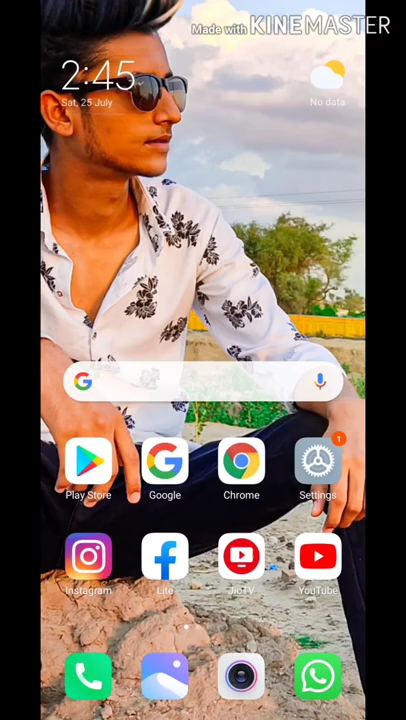 Made with KINEMASTER
2:45
Sat, 25 July
No data
G
1
Play Store
Google
Chrome
Settings
Instagram
Lite
JioTV
YouTube